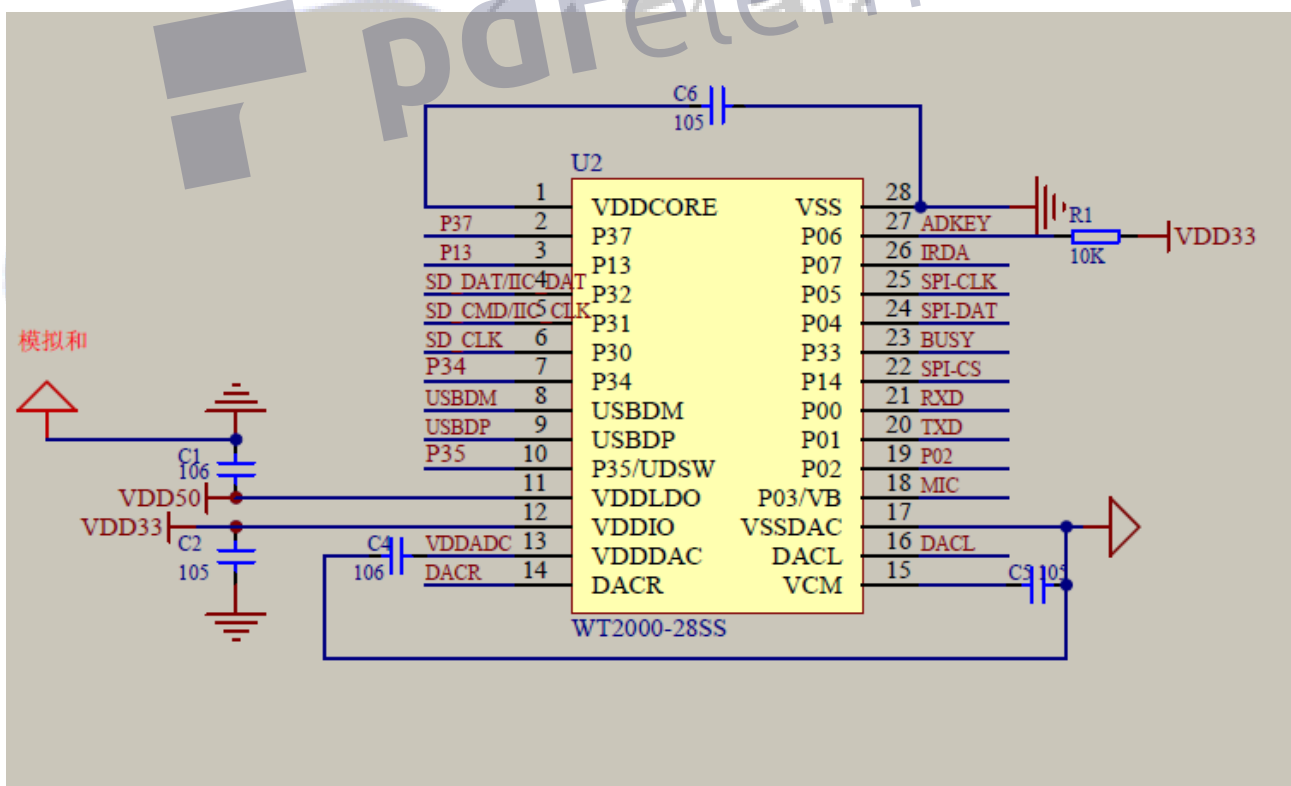 pdfelem
C6
105
U2
1 VDDCORE VSS 28
P37 2 P37 P06 27 ADKEY R1 VDD33
10K
P13 3 P13 P07 26 IRDA
SD_DAT/IIC_DAT 4 P32 P05 25 SPI-CLK
SD_CMD/IIC_CLK 5 P31 P04 24 SPI-DAT
SD_CLK 6 P30 P33 23 BUSY
模拟和
P34 7 P34 P14 22 SPI-CS
USBDM 8 USBDM P00 21 RXD
USBDP 9 USBDP P01 20 TXD
C1
106
P35 10 P35/UDSW P02 19 P02
VDD50 11 VDDLDO P03/VB 18 MIC
VDD33 12 VDDIO VSSDAC 17
C2
105
C4
106
VDDADC 13 VDDDAC DACL 16 DACL
DACR 14 DACR VCM 15 C5 105
WT2000-28SS